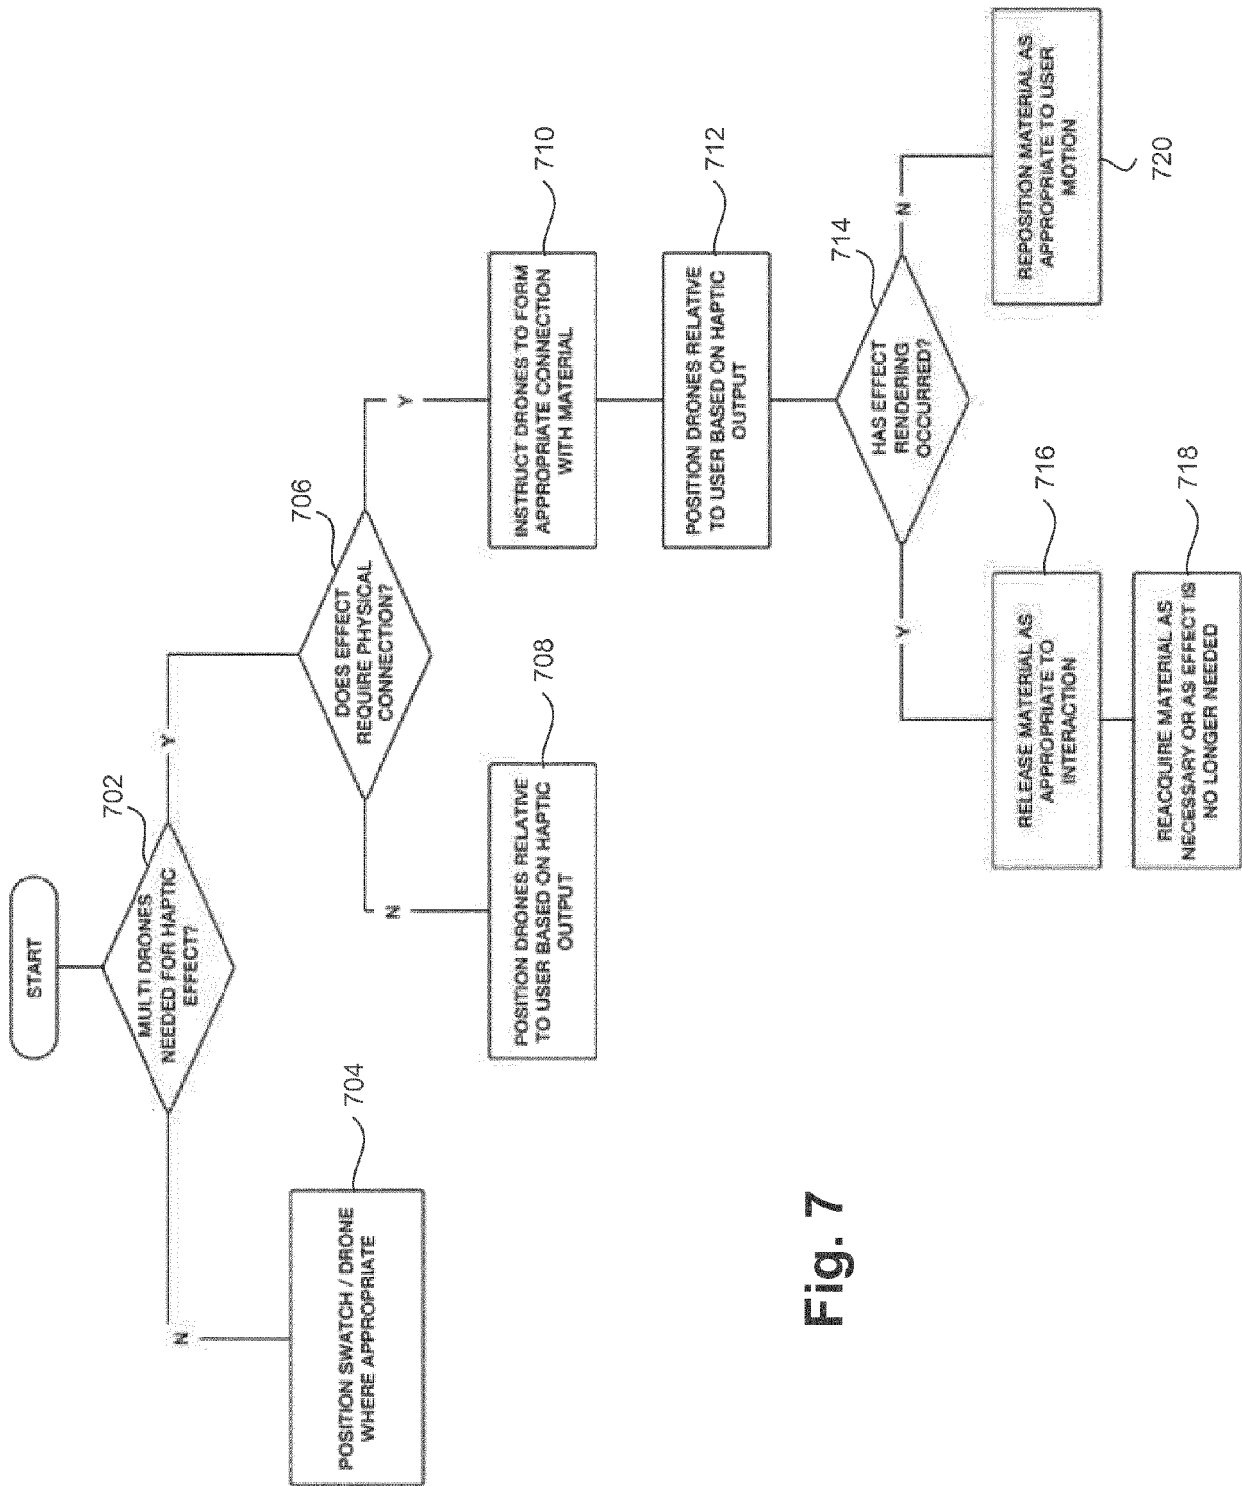 START
702
MULTI DRONES
NEEDED FOR HAPTIC
EFFECT?
N
Y
704
POSITION SWATCH / DRONE
WHERE APPROPRIATE
706
DOES EFFECT
REQUIRE PHYSICAL
CONNECTION?
N
Y
708
POSITION DRONES RELATIVE
TO USER BASED ON HAPTIC
OUTPUT
710
INSTRUCT DRONES TO FORM
APPROPRIATE CONNECTION
WITH MATERIAL
712
POSITION DRONES RELATIVE
TO USER BASED ON HAPTIC
OUTPUT
714
HAS EFFECT
RENDERING
OCCURRED?
Y
N
716
RELEASE MATERIAL AS
APPROPRIATE TO
INTERACTION
718
REACQUIRE MATERIAL AS
NECESSARY OR AS EFFECT IS
NO LONGER NEEDED
REPOSITION MATERIAL AS
APPROPRIATE TO USER
MOTION
720
Fig. 7